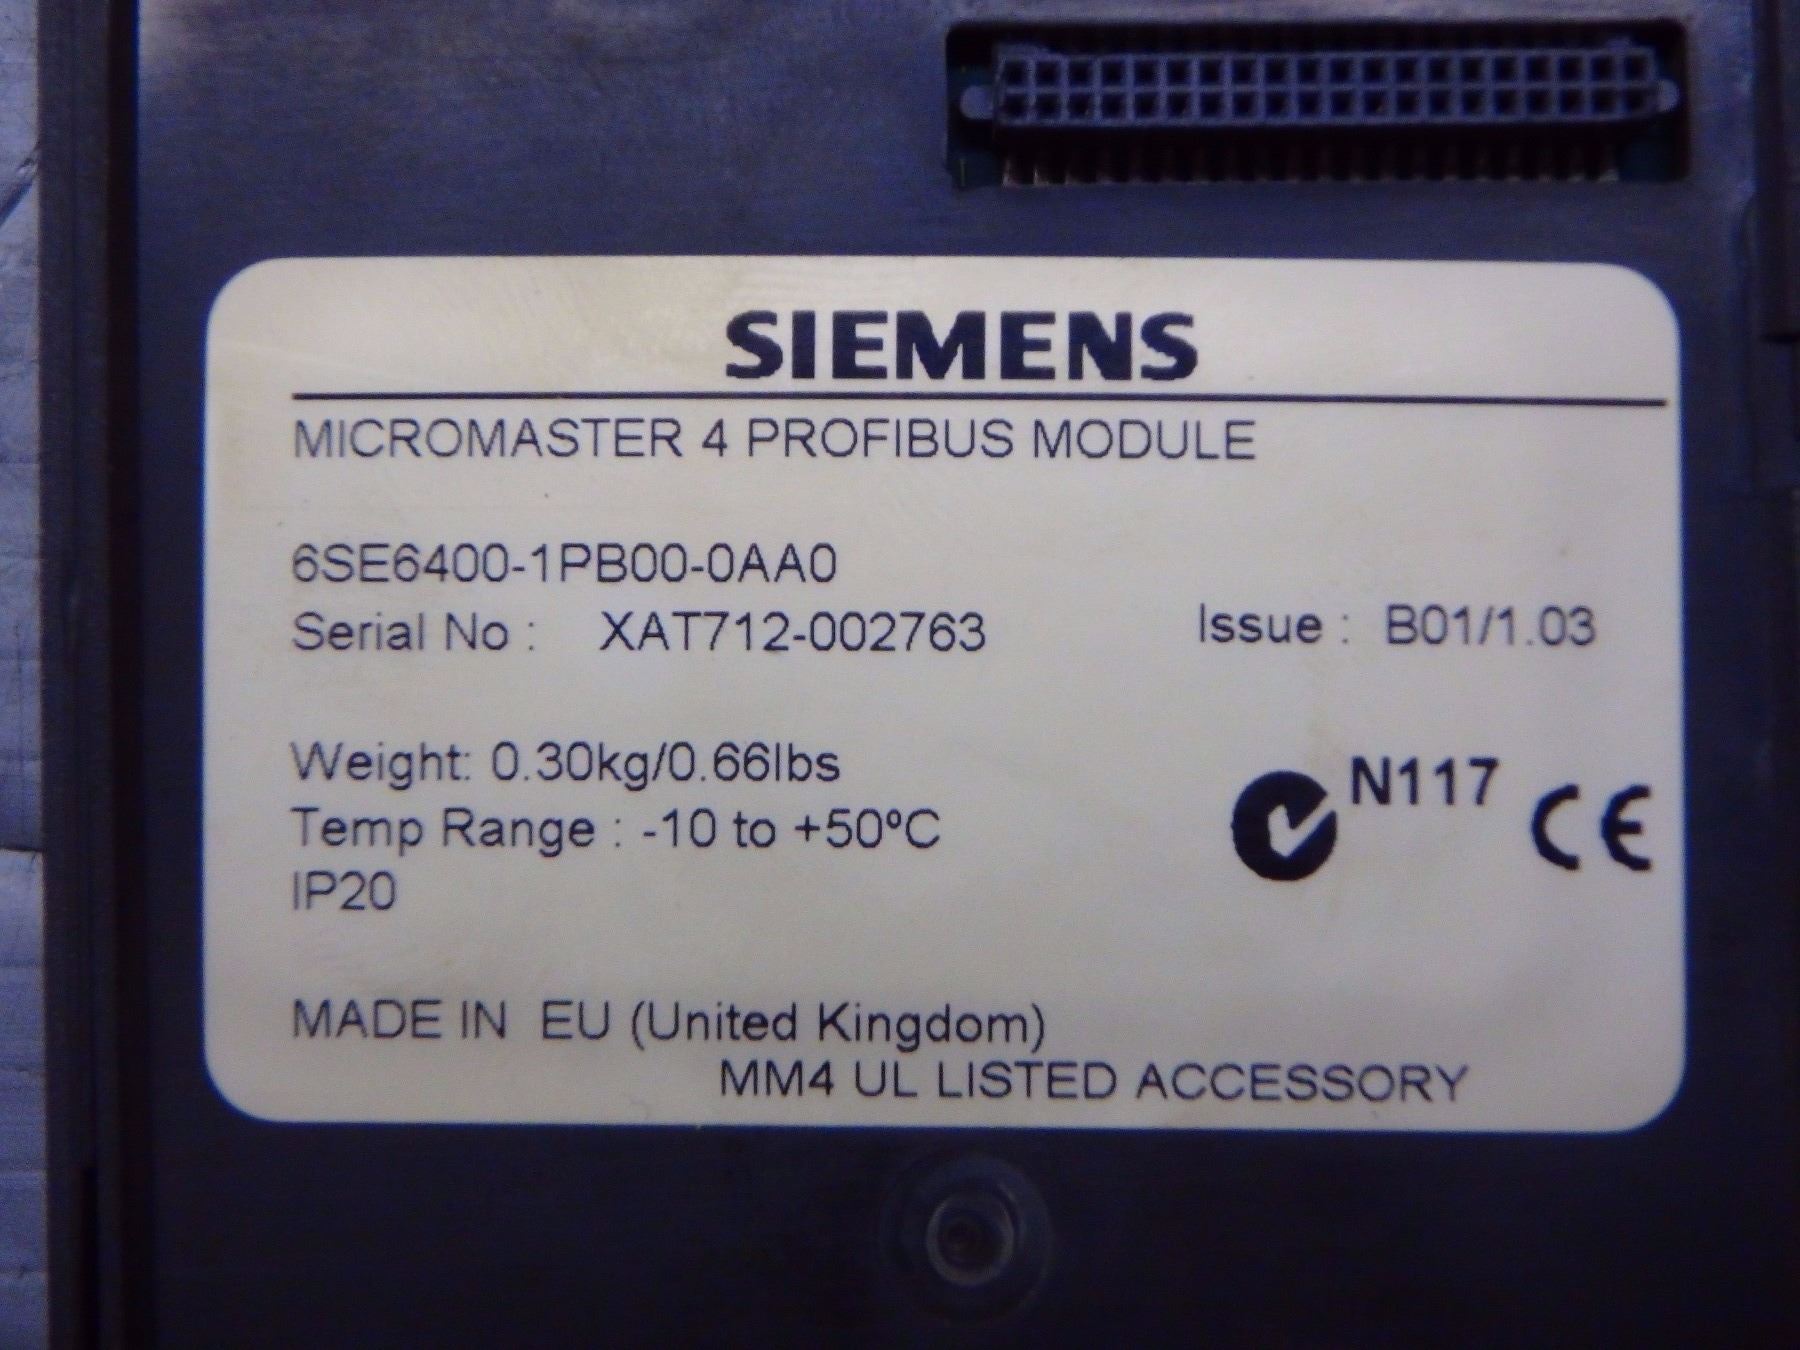 SIEMENS
MICROMASTER 4 PROFIBUS MODULE
6SE6400-1PB00-0AA0
Serial No : XAT712-002763 Issue : B01/1.03
Weight: 0.30kg/0.66lbs
Temp Range : -10 to +50ºC
N117 CE
IP20
MADE IN EU (United Kingdom)
MM4 UL LISTED ACCESSORY